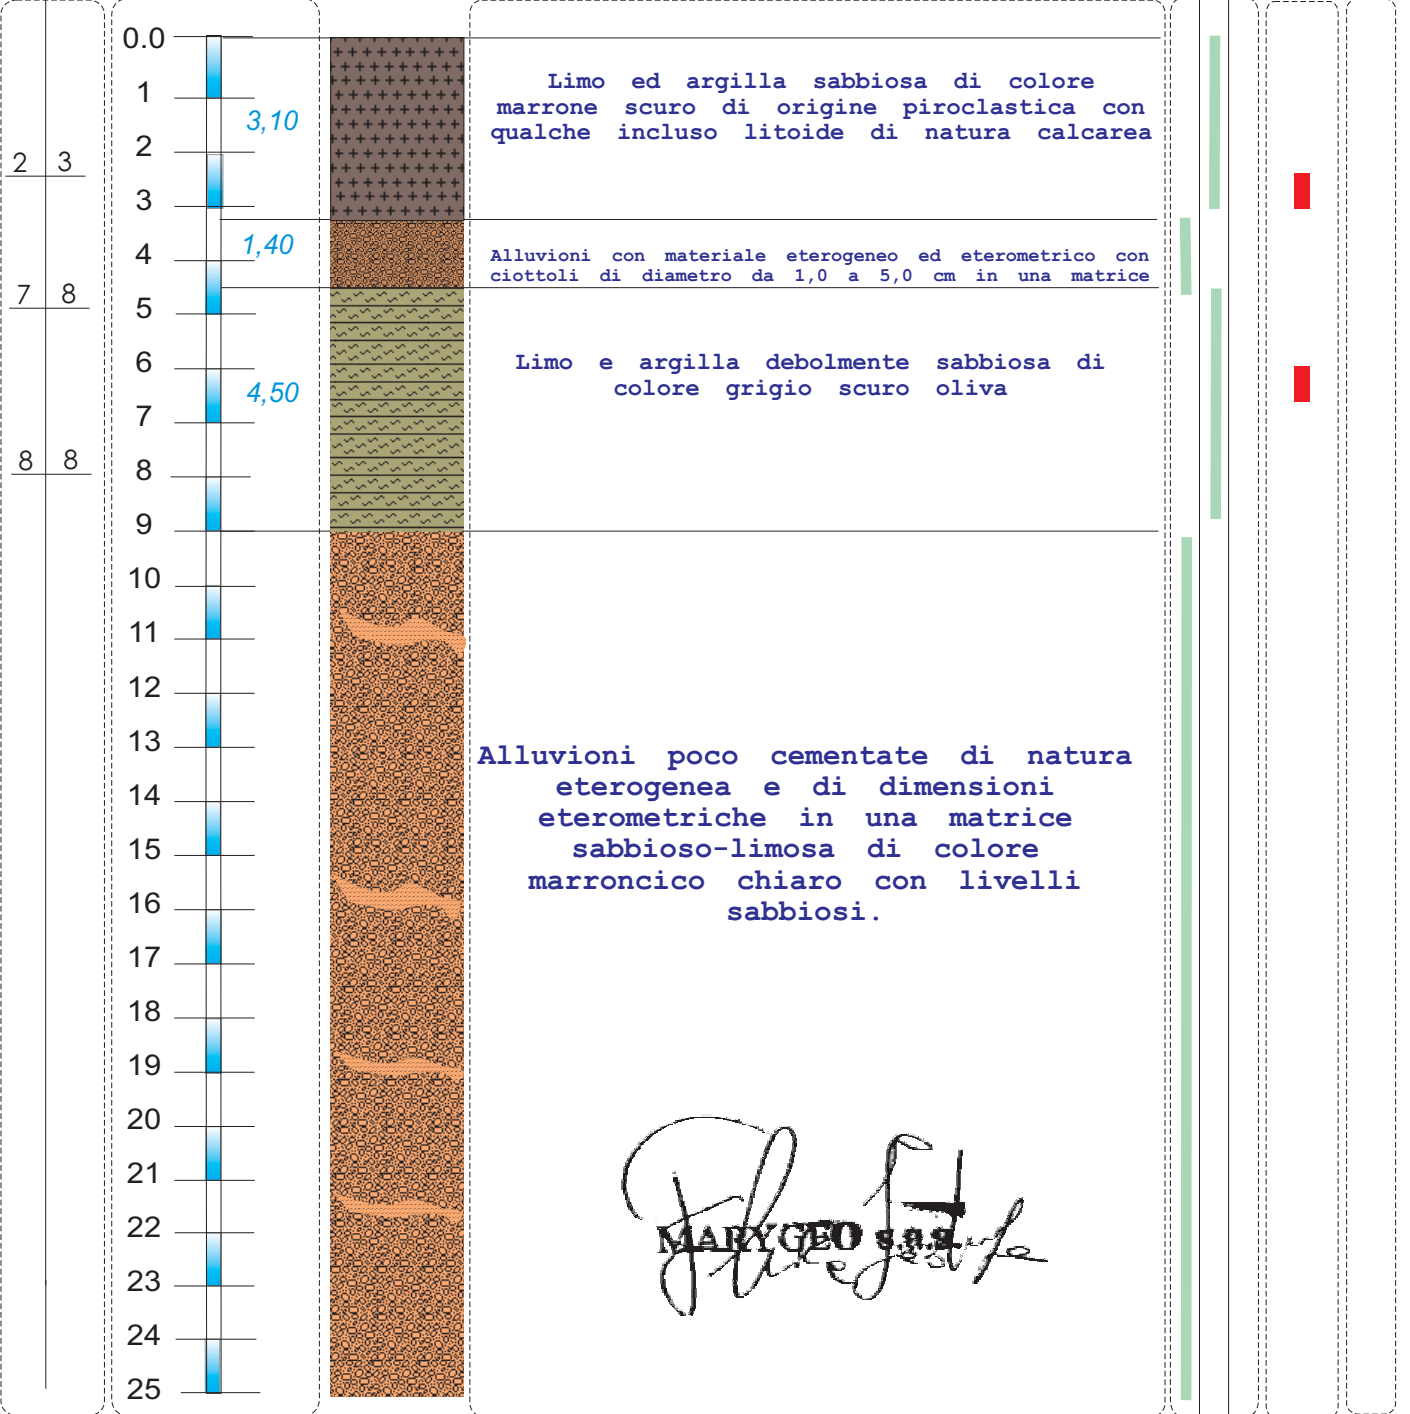 0.0
1
3,10
2
2 3
3
1,40
4
7 8
5
6
4,50
7
8 8
8
9
10
11
12
13
14
15
16
17
18
19
20
21
22
23
24
25
Limo ed argilla sabbiosa di colore
marrone scuro di origine piroclastica con
qualche incluso litoide di natura calcarea
Alluvioni con materiale eterogeneo ed eterometrico con
ciottoli di diametro da 1,0 a 5,0 cm in una matrice
Limo e argilla debolmente sabbiosa di
colore grigio scuro oliva
Alluvioni poco cementate di natura
eterogenea e di dimensioni
eterometriche in una matrice
sabbioso-limosa di colore
marroncico chiaro con livelli
sabbiosi.
MARYGEO s.a.s.